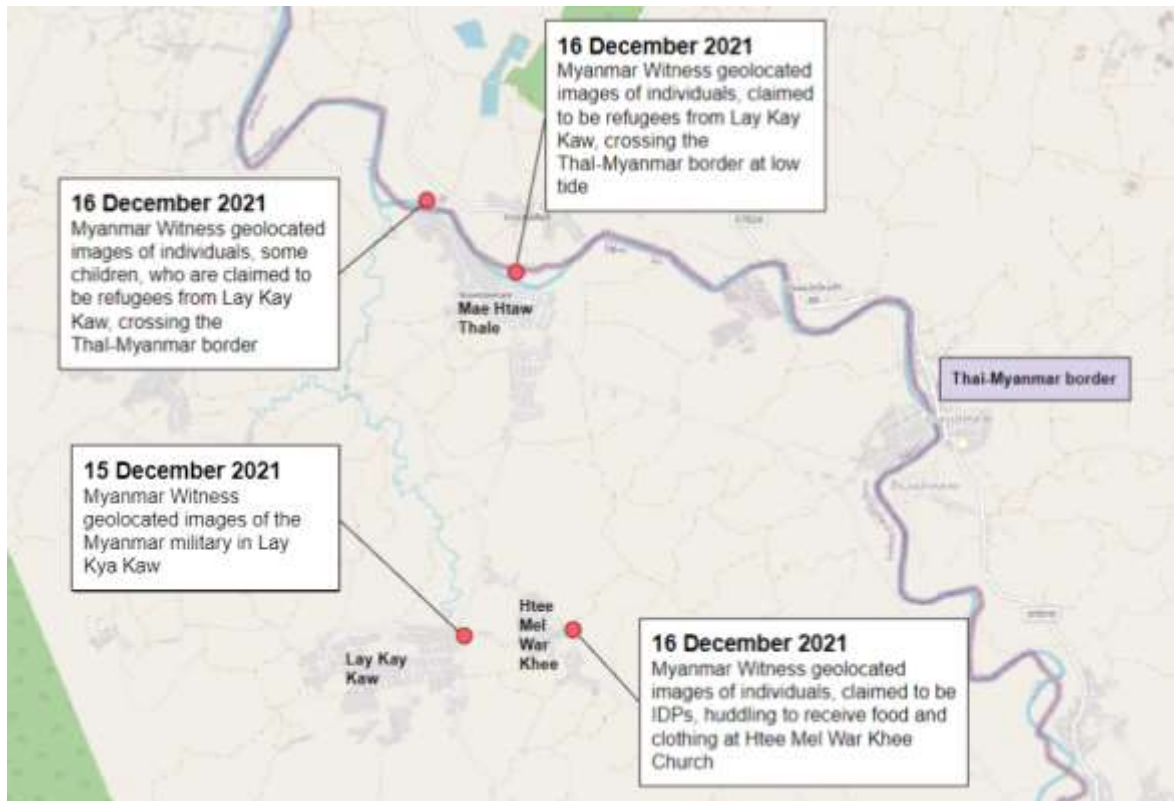 16 December 2021
Myanmar Witness geolocated
images of individuals, claimed
to be refugees from Lay Kay
Kaw, crossing the
Thai-Myanmar border at low
tide
16 December 2021
Myanmar Witness geolocated
images of individuals, some
children, who are claimed to
be refugees from Lay Kay
Kaw, crossing the
Thai-Myanmar border
Mae Htaw
Thale
Thai-Myanmar border
15 December 2021
Myanmar Witness
geolocated images of the
Myanmar military in Lay
Kya Kaw
Htee
Mel
War
Khee
Lay Kay
Kaw
16 December 2021
Myanmar Witness geolocated
images of individuals, claimed to be
IDPs, huddling to receive food and
clothing at Htee Mel War Khee
Church